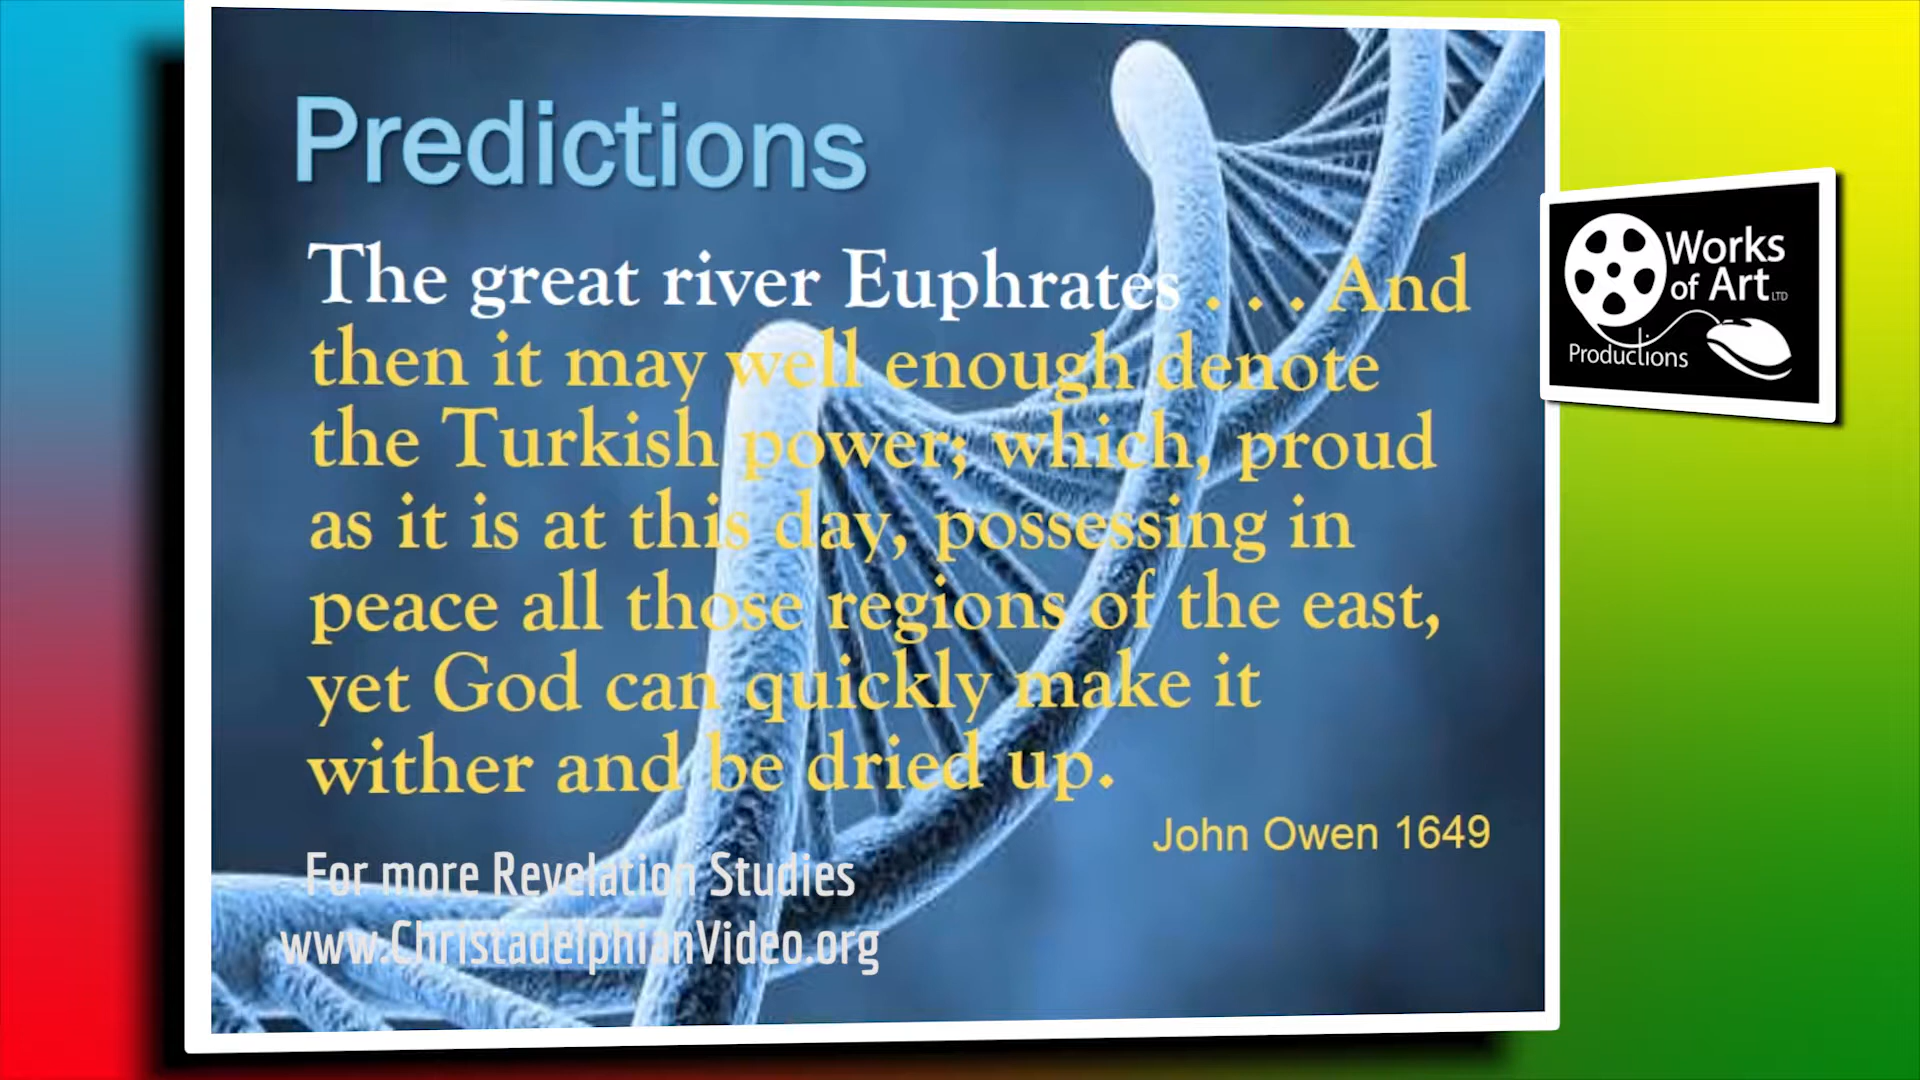 Predictions
The great river Euphrates . . . And
then it may well enough denote
the Turkish power; which, proud
as it is at this day, possessing in
peace all those regions of the east,
yet God can quickly make it
wither and be dried up.
John Owen 1649
For more Revelation Studies
www.ChristadelphianVideo.org
Works
of Art LTD
Productions